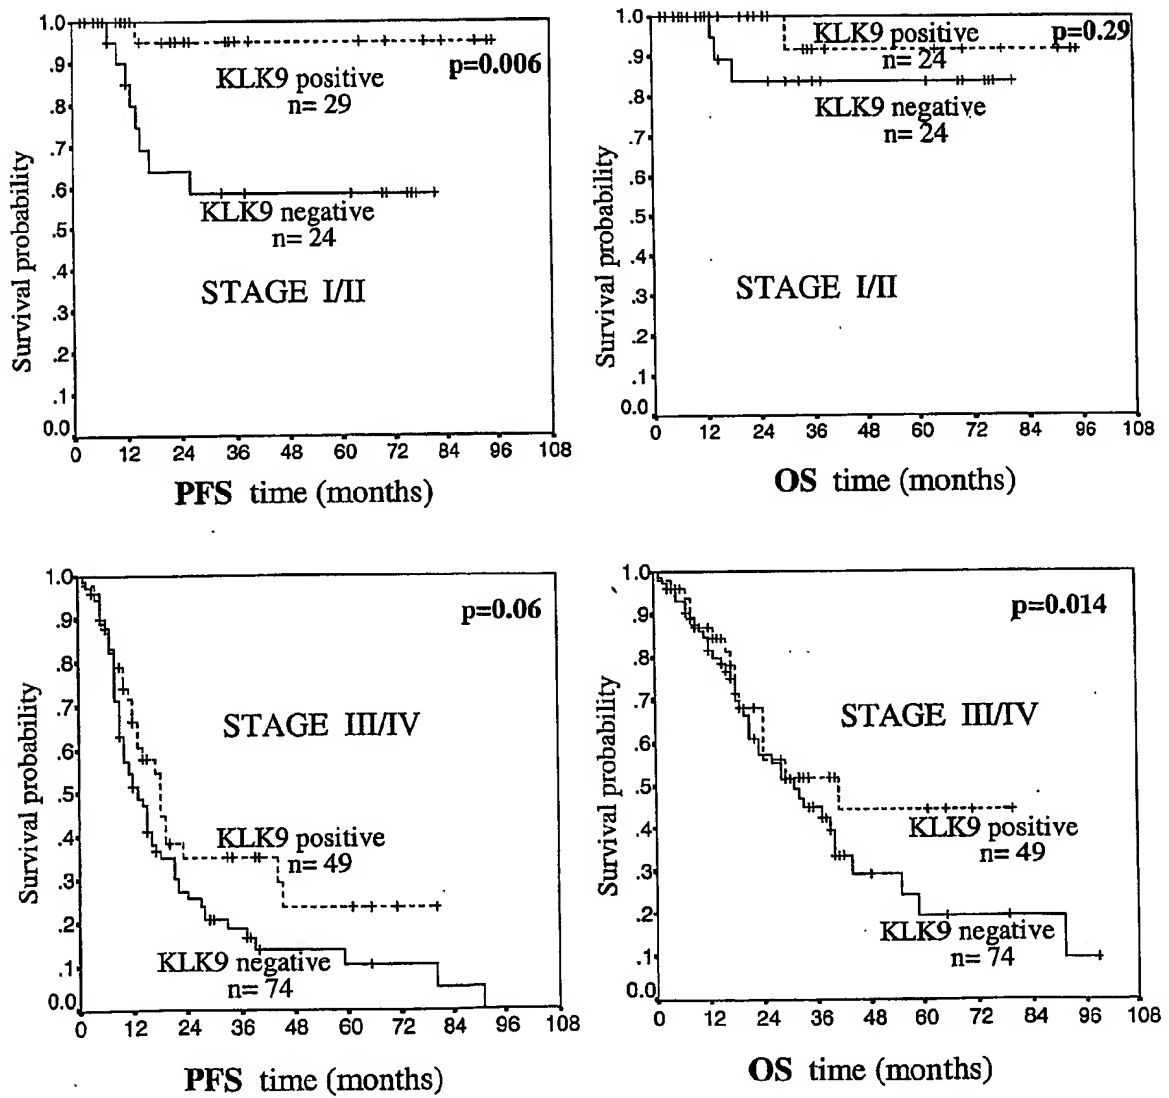 1.0
.9
.8
.7
.6
.5
.4
.3
.2
.1
0.0
Survival probability
KLK9 positive
n= 29
p=0.006
KLK9 negative
n= 24
STAGE I/II
0 12 24 36 48 60 72 84 96 108
PFS time (months)
1.0
.9
.8
.7
.6
.5
.4
.3
.2
.1
0.0
Survival probability
KLK9 positive
n= 24
p=0.29
KLK9 negative
n= 24
STAGE I/II
0 12 24 36 48 60 72 84 96 108
OS time (months)
1.0
.9
.8
.7
.6
.5
.4
.3
.2
.1
0.0
Survival probability
p=0.06
STAGE III/IV
KLK9 positive
n= 49
KLK9 negative
n= 74
0 12 24 36 48 60 72 84 96 108
PFS time (months)
1.0
.9
.8
.7
.6
.5
.4
.3
.2
.1
0.0
Survival probability
p=0.014
STAGE III/IV
KLK9 positive
n= 49
KLK9 negative
n= 74
0 12 24 36 48 60 72 84 96 108
OS time (months)